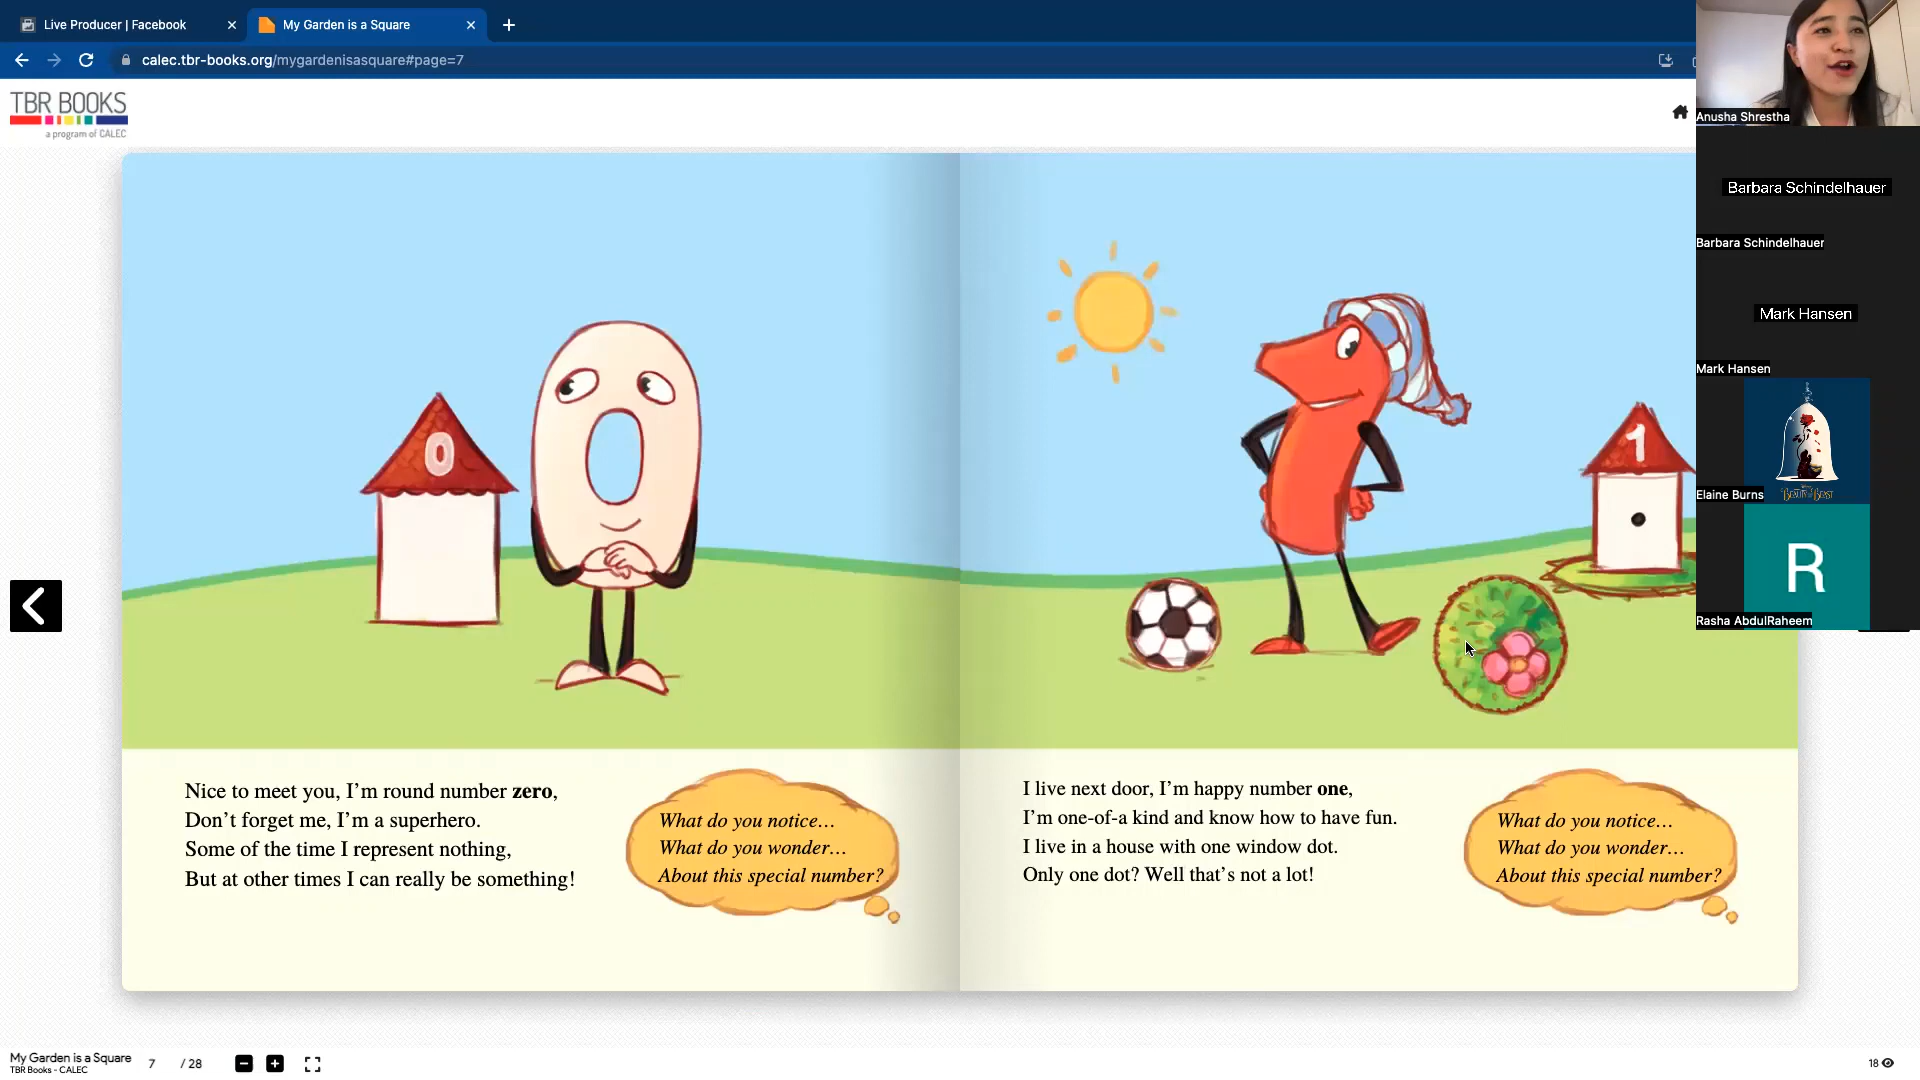 Live Producer | Facebook
My Garden is a Square
calec.tbr-books.org/mygardenisasquare#page=7
TBR BOOKS
a program of CALEC
Anusha Shrestha
Barbara Schindelhauer
Barbara Schindelhauer
Mark Hansen
Mark Hansen
Elaine Burns
R
Rasha AbdulRaheem
0
1
Nice to meet you, I'm round number zero,
Don't forget me, I'm a superhero.
Some of the time I represent nothing,
But at other times I can really be something!
What do you notice...
What do you wonder...
About this special number?
I live next door, I'm happy number one,
I'm one-of-a kind and know how to have fun.
I live in a house with one window dot.
Only one dot? Well that's not a lot!
What do you notice...
What do you wonder...
About this special number?
My Garden is a Square
TBR Books - CALEC
7 / 28
18